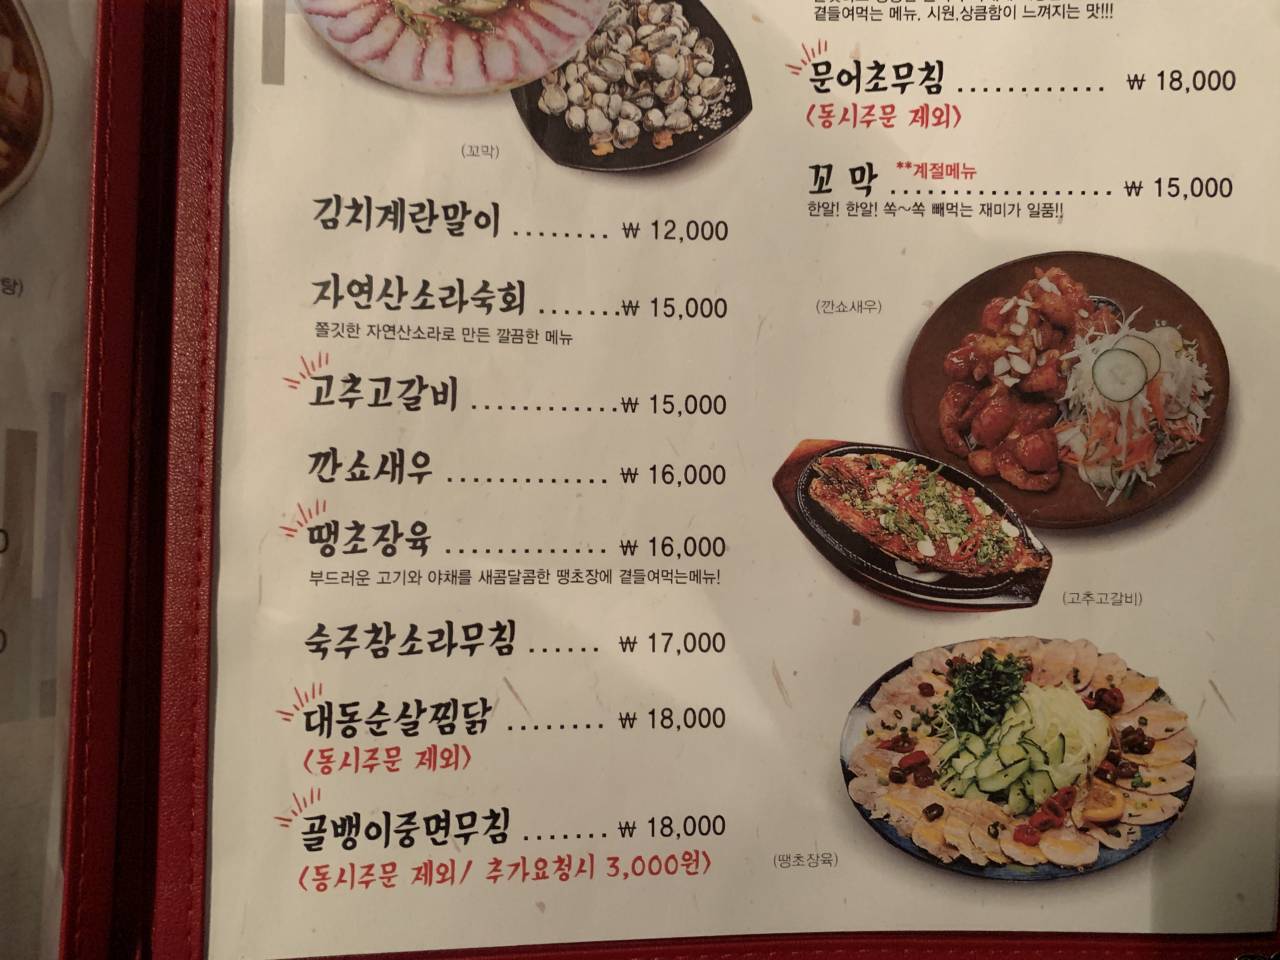 곁들여먹는 메뉴. 시원,상큼함이 느껴지는 맛!!!
문어초무침 ............ ₩ 18,000
<동시주문 제외>
(꼬막)
꼬 막 **계절메뉴 .................. ₩ 15,000
한알! 한알! 쏙~쏙 빼먹는 재미가 일품!!
김치계란말이 ........ ₩ 12,000
자연산소라숙회 .......₩ 15,000
쫄깃한 자연산소라로 만든 깔끔한 메뉴
고추고갈비 .............₩ 15,000
깐쇼새우 ............. ₩ 16,000
땡초장육 ............. ₩ 16,000
부드러운 고기와 야채를 새콤달콤한 땡초장에 곁들여먹는메뉴!
숙주참소라무침 ...... ₩ 17,000
대동순살찜닭 ........ ₩ 18,000
<동시주문 제외>
골뱅이중면무침 ....... ₩ 18,000
<동시주문 제외/ 추가요청시 3,000원>
(깐쇼새우)
(고추고갈비)
(땡초장육)
탕)
0
0